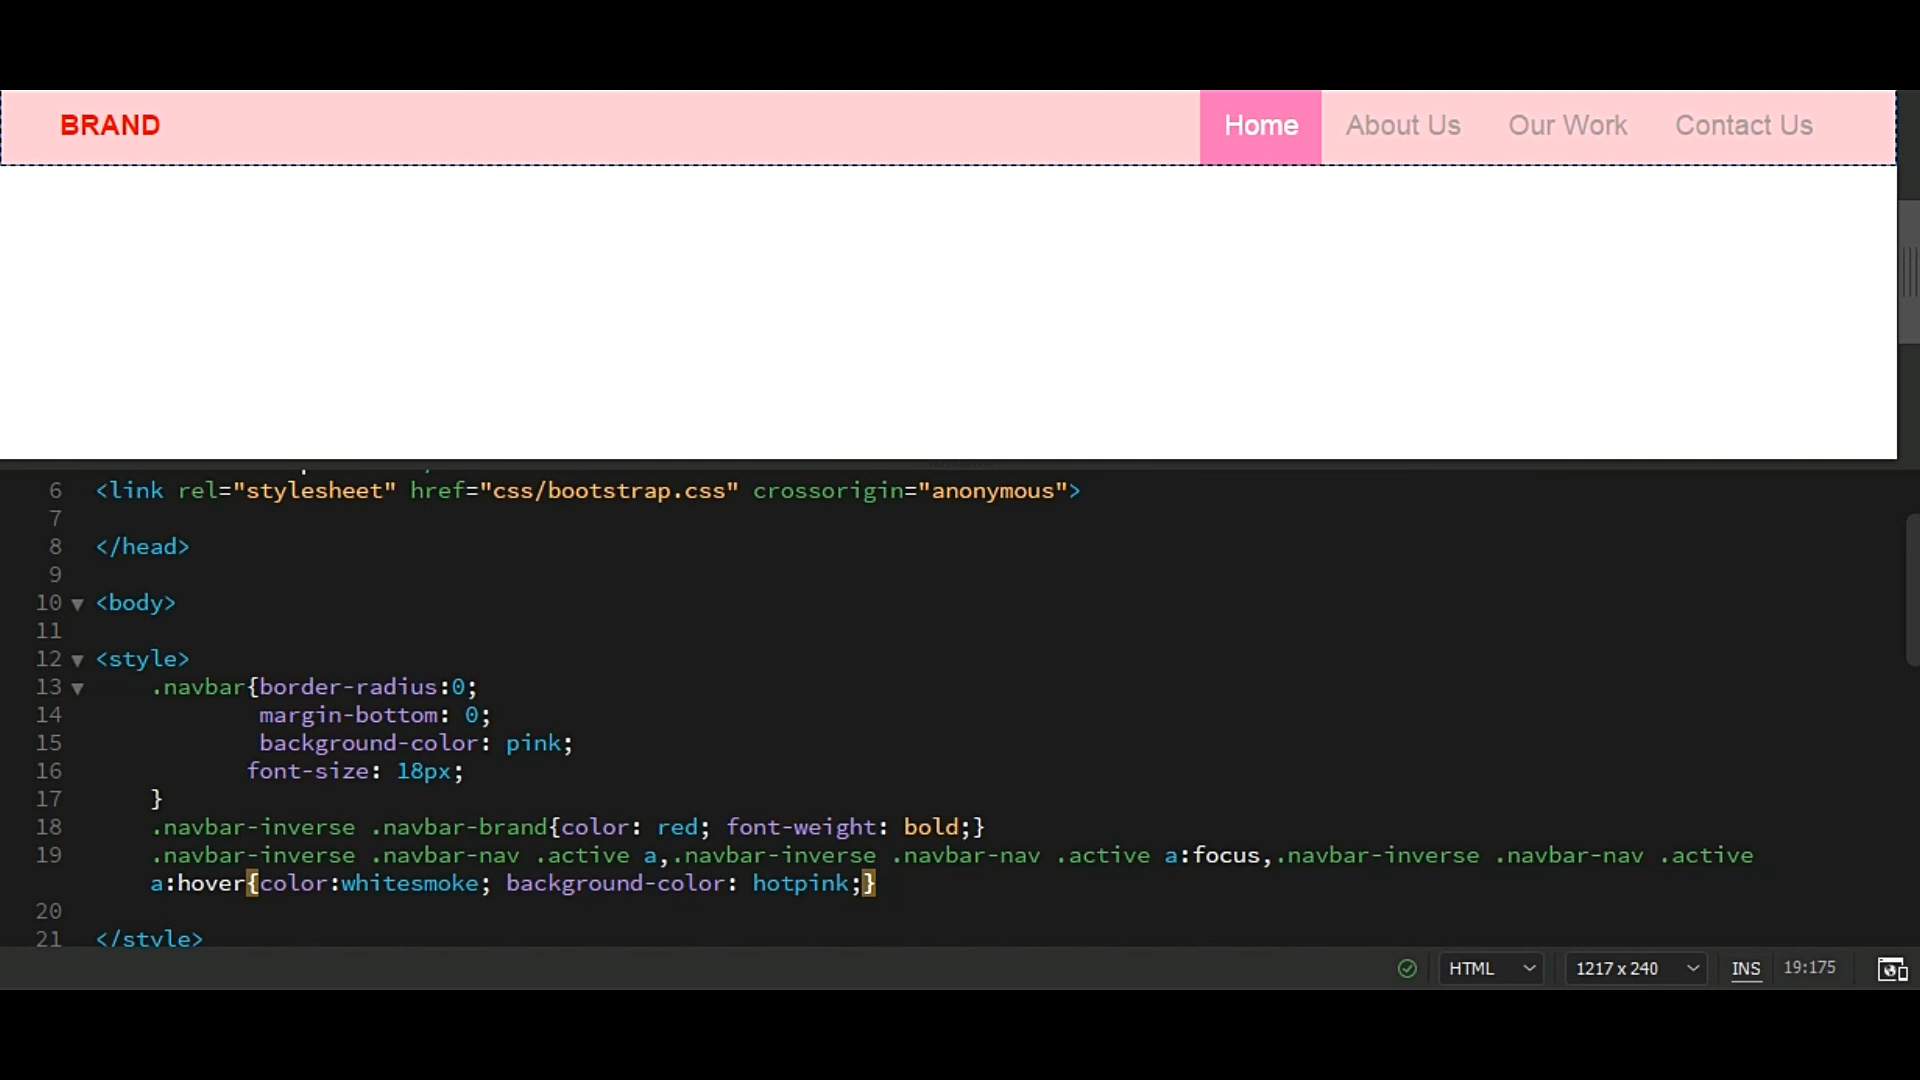 BRAND Home About Us Our Work Contact Us
6 <link rel="stylesheet" href="css/bootstrap.css" crossorigin="anonymous">
7
8 </head>
9
10 <body>
11
12 <style>
13 .navbar{border-radius:0;
14 margin-bottom: 0;
15 background-color: pink;
16 font-size: 18px;
17 }
18 .navbar-inverse .navbar-brand{color: red; font-weight: bold;}
19 .navbar-inverse .navbar-nav .active a,.navbar-inverse .navbar-nav .active a:focus,.navbar-inverse .navbar-nav .active
a:hover{color:whitesmoke; background-color: hotpink;}
20
21 </style>
HTML 1217 x 240 INS 19:175